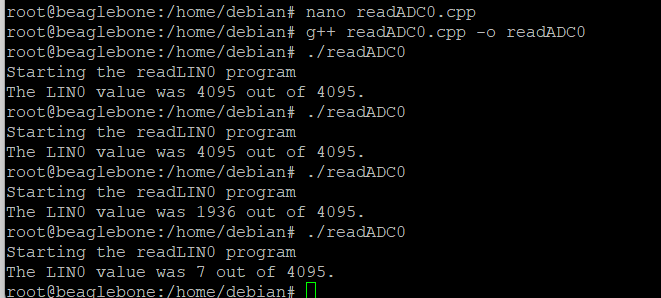 root@beaglebone:/home/debian# nano readADC0.cpp
root@beaglebone:/home/debian# g++ readADC0.cpp -o readADC0
root@beaglebone:/home/debian# ./readADC0
Starting the readLIN0 program
The LIN0 value was 4095 out of 4095.
root@beaglebone:/home/debian# ./readADC0
Starting the readLIN0 program
The LIN0 value was 4095 out of 4095.
root@beaglebone:/home/debian# ./readADC0
Starting the readLIN0 program
The LIN0 value was 1936 out of 4095.
root@beaglebone:/home/debian# ./readADC0
Starting the readLIN0 program
The LIN0 value was 7 out of 4095.
root@beaglebone:/home/debian#